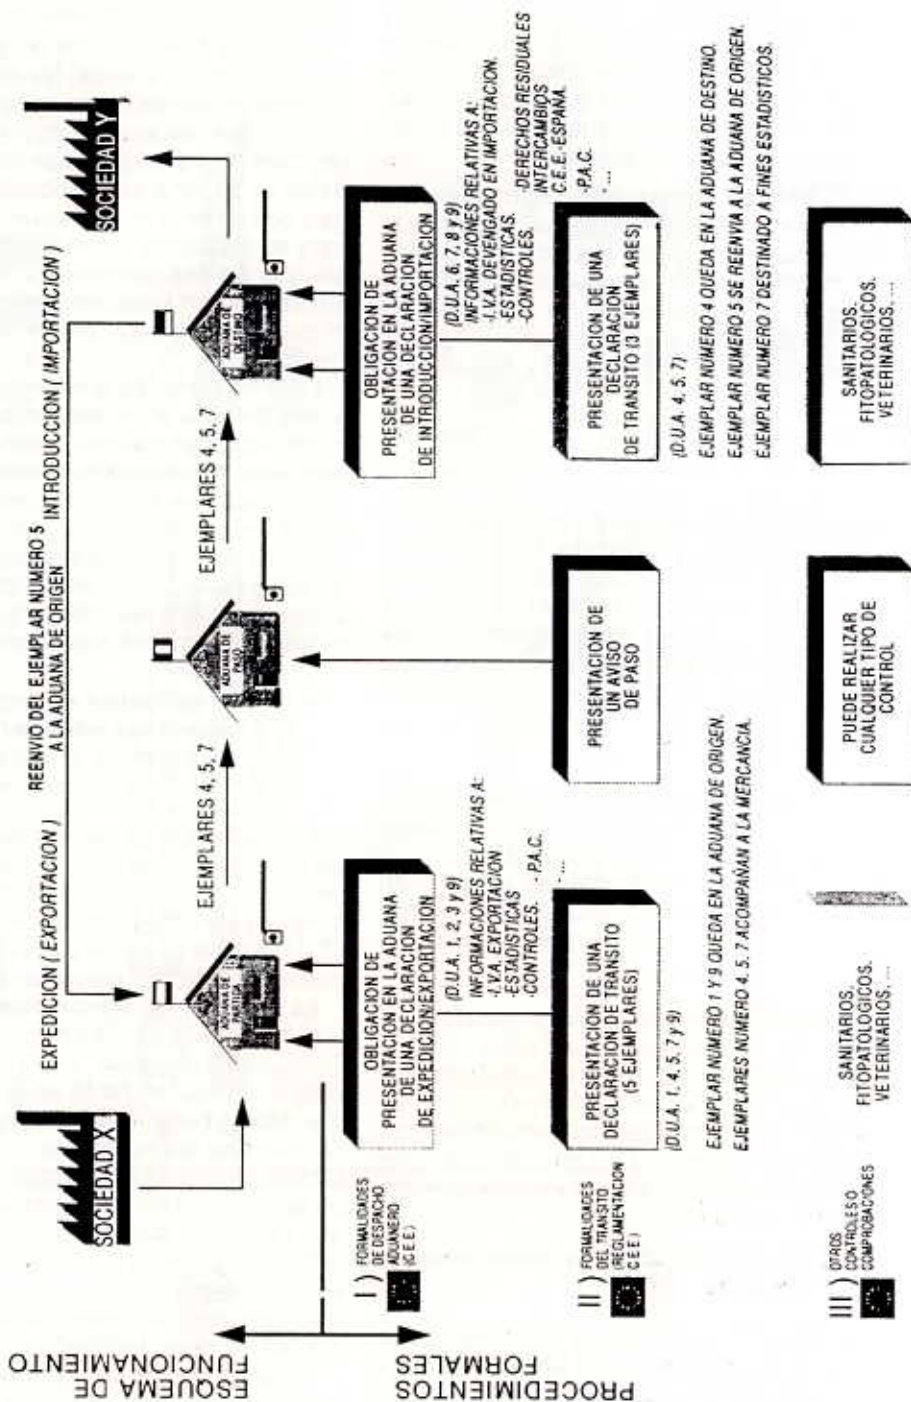 ESQUEMA DE
FUNCIONAMIENTO
SOCIEDAD X
EXPEDICION ( EXPORTACION )
REENVIO DEL EJEMPLAR NUMERO 5
A LA ADUANA DE ORIGEN
INTRODUCCION ( IMPORTACION )
SOCIEDAD Y
ADUANA DE
PARTIDA
EJEMPLARES 4, 5, 7
ADUANA DE
PASO
EJEMPLARES 4, 5, 7
ADUANA DE
DESTINO
PROCEDIMIENTOS
FORMALES
I ) FORMALIDADES
DE DESPACHO
ADUANERO
(C.E.E.)
OBLIGACION DE
PRESENTACION EN LA ADUANA
DE UNA DECLARACION
DE EXPEDICION/EXPORTACION
(D.U.A. 1, 2, 3 y 9)
INFORMACIONES RELATIVAS A:
-I.V.A. EXPORTACION
-ESTADISTICAS
-CONTROLES.
- P.A.C.
- ...
OBLIGACION DE
PRESENTACION EN LA ADUANA
DE UNA DECLARACION
DE INTRODUCCION/IMPORTACION
(D.U.A. 6, 7, 8 y 9)
INFORMACIONES RELATIVAS A:
-I.V.A. DEVENGADO EN IMPORTACION.
-ESTADISTICAS.
-CONTROLES.
-DERECHOS RESIDUALES
INTERCAMBIOS
C.E.E.-ESPAÑA.
-P.A.C.
- ...
II ) FORMALIDADES
DEL TRANSITO
(REGLAMENTACION
C.E.E.)
PRESENTACION DE UNA
DECLARACION DE TRANSITO
(5 EJEMPLARES)
(D.U.A. 1, 4, 5, 7 y 9)
EJEMPLAR NUMERO 1 Y 9 QUEDA EN LA ADUANA DE ORIGEN.
EJEMPLARES NUMERO 4, 5, 7 ACOMPAÑAN A LA MERCANCIA.
PRESENTACION DE
UN AVISO
DE PASO
PRESENTACION DE UNA
DECLARACION
DE TRANSITO (3 EJEMPLARES)
(D.U.A. 4, 5, 7)
EJEMPLAR NUMERO 4 QUEDA EN LA ADUANA DE DESTINO.
EJEMPLAR NUMERO 5 SE REENVIA A LA ADUANA DE ORIGEN.
EJEMPLAR NUMERO 7 DESTINADO A FINES ESTADISTICOS.
III ) OTROS
CONTROLES O
COMPROBACIONES
SANITARIOS,
FITOPATOLOGICOS.
VETERINARIOS...
PUEDE REALIZAR
CUALQUIER TIPO DE
CONTROL
SANITARIOS.
FITOPATOLOGICOS.
VETERINARIOS, ...